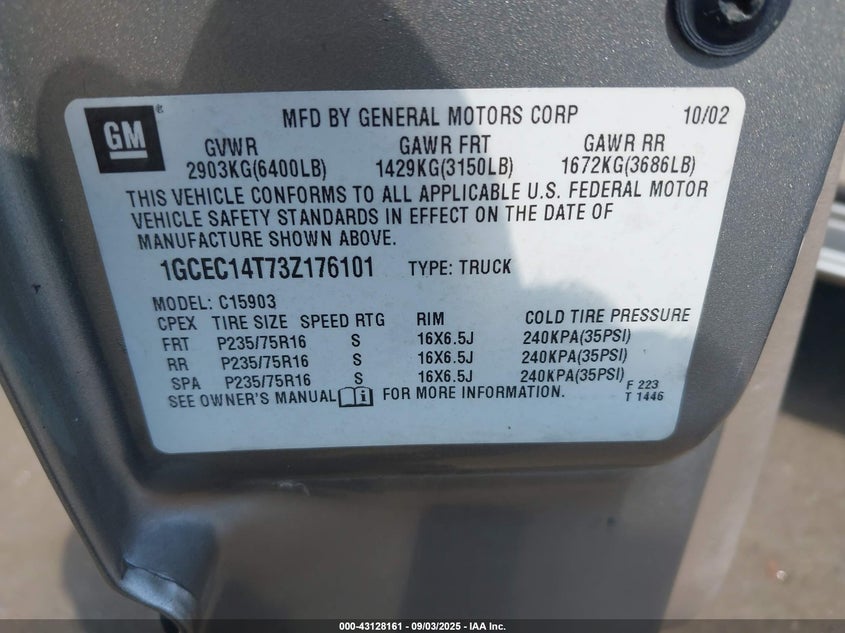 GM
®
MFD BY GENERAL MOTORS CORP 10/02
GVWR GAWR FRT GAWR RR
2903KG(6400LB) 1429KG(3150LB) 1672KG(3686LB)
THIS VEHICLE CONFORMS TO ALL APPLICABLE U.S. FEDERAL MOTOR
VEHICLE SAFETY STANDARDS IN EFFECT ON THE DATE OF
MANUFACTURE SHOWN ABOVE.
1GCEC14T73Z176101 TYPE: TRUCK
MODEL: C15903
CPEX TIRE SIZE SPEED RTG RIM COLD TIRE PRESSURE
FRT P235/75R16 S 16X6.5J 240KPA(35PSI)
RR P235/75R16 S 16X6.5J 240KPA(35PSI)
SPA P235/75R16 S 16X6.5J 240KPA(35PSI)
SEE OWNER'S MANUAL i FOR MORE INFORMATION.
F 223
T 1446
000-43128161 - 09/03/2025 - IAA Inc.